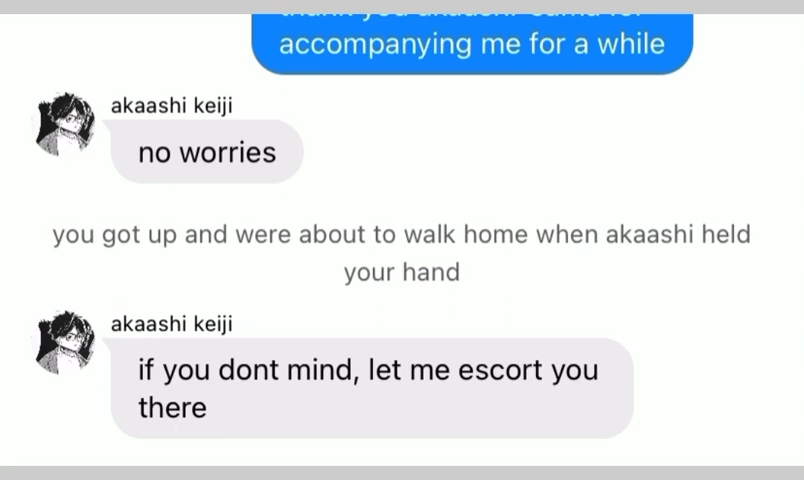 accompanying me for a while
akaashi keiji
no worries
you got up and were about to walk home when akaashi held
your hand
akaashi keiji
if you dont mind, let me escort you
there